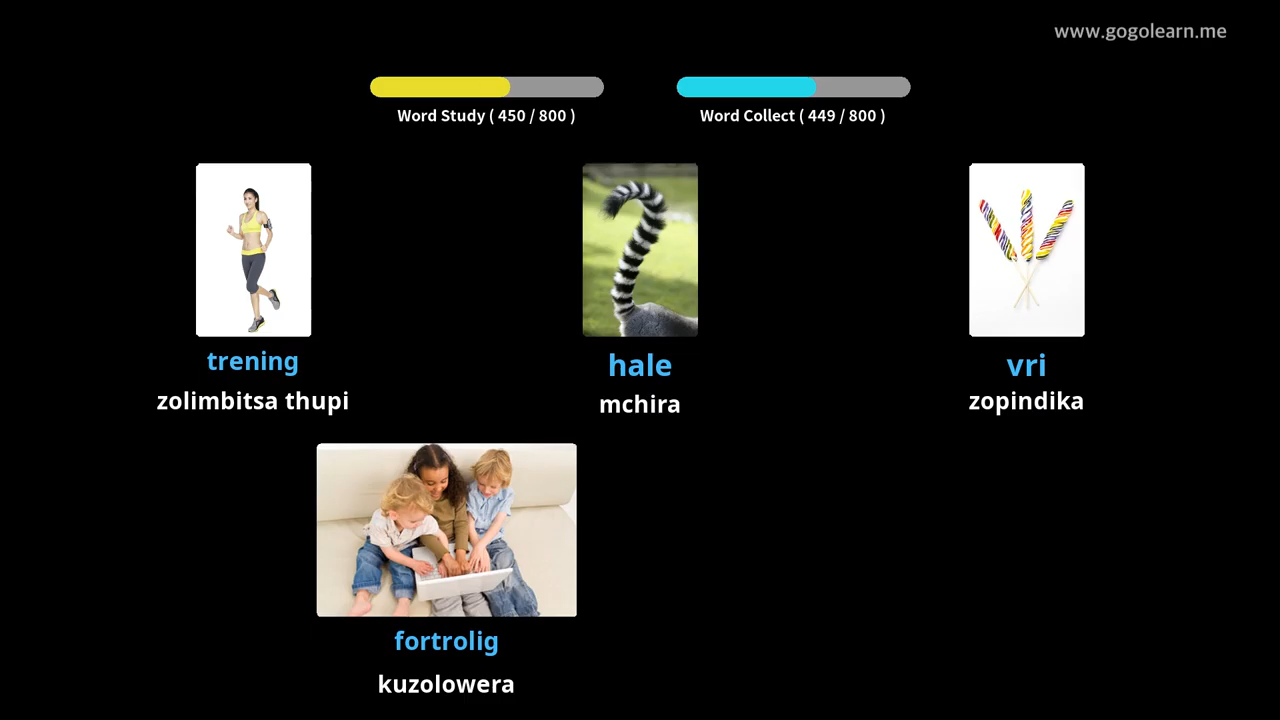 www.gogolearn.me
Word Study ( 450 / 800 )
Word Collect ( 449 / 800 )
trening
hale
vri
zolimbitsa thupi
mchira
zopindika
fortrolig
kuzolowera